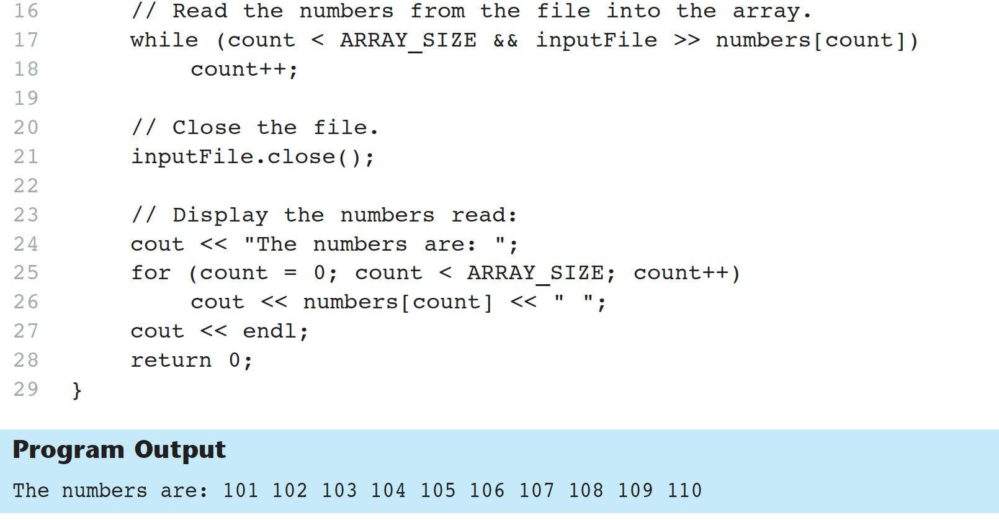 16 // Read the numbers from the file into the array.
17 while (count < ARRAY_SIZE && inputFile >> numbers[count])
18 count++;
19
20 // Close the file.
21 inputFile.close();
22
23 // Display the numbers read:
24 cout << "The numbers are: ";
25 for (count = 0; count < ARRAY_SIZE; count++)
26 cout << numbers[count] << " ";
27 cout << endl;
28 return 0;
29 }
Program Output
The numbers are: 101 102 103 104 105 106 107 108 109 110